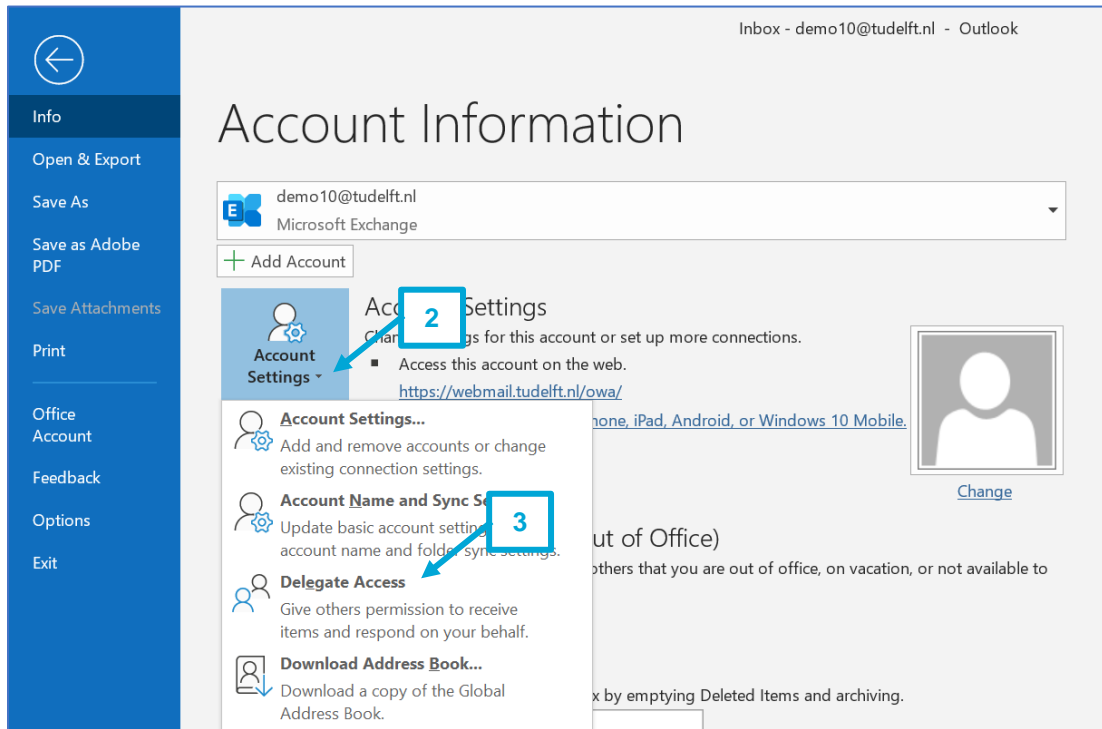 Inbox - demo10@tudelft.nl - Outlook
Info
Open & Export
Save As
Save as Adobe
PDF
Save Attachments
Print
Office
Account
Feedback
Options
Exit
Account Information
demo10@tudelft.nl
Microsoft Exchange
Add Account
Account
Settings
Settings
2
gs for this account or set up more connections.
Access this account on the web.
https://webmail.tudelft.nl/owa/
iPad, Android, or Windows 10 Mobile.
Change
Account Settings...
Add and remove accounts or change
existing connection settings.
Account Name and Sync
3
Update basic account
account name and folder sync settings.
Delegate Access
Give others permission to receive
items and respond on your behalf.
Download Address Book...
Download a copy of the Global
Address Book.
ut of Office)
others that you are out of office, on vacation, or not available to
x by emptying Deleted Items and archiving.